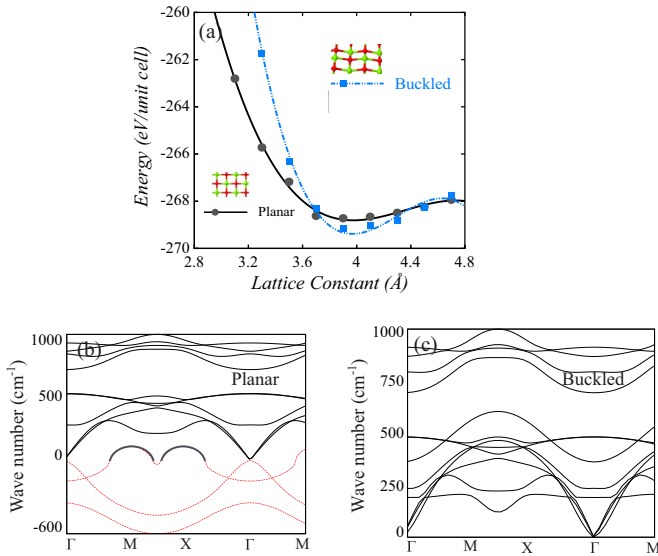 (a)
Energy (eV/unit cell)
-260
-262
-264
-266
-268
-270
Buckled
Planar
2.8 3.2 3.6 4 4.4 4.8
Lattice Constant (Å)
(b)
Planar
Wave number (cm-1)
1000
500
0
-600
Γ M X Γ M
(c)
Buckled
Wave number (cm-1)
1000
750
500
250
0
Γ M X Γ M